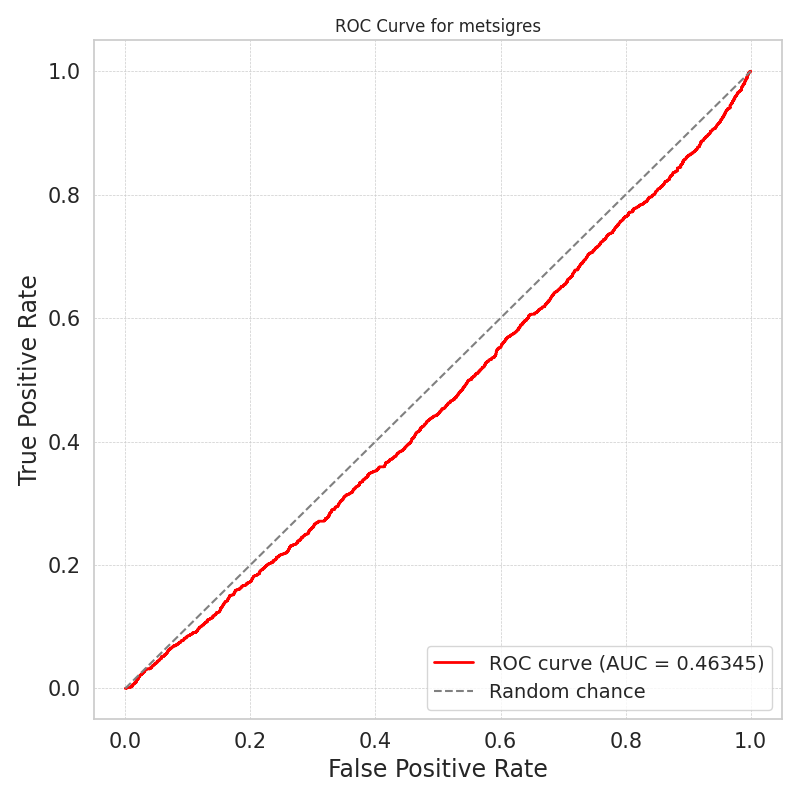 ROC Curve for metsigres
1.0
0.8
0.6
0.4
0.2
0.0
True Positive Rate
ROC curve (AUC = 0.46345)
Random chance
0.0 0.2 0.4 0.6 0.8 1.0
False Positive Rate